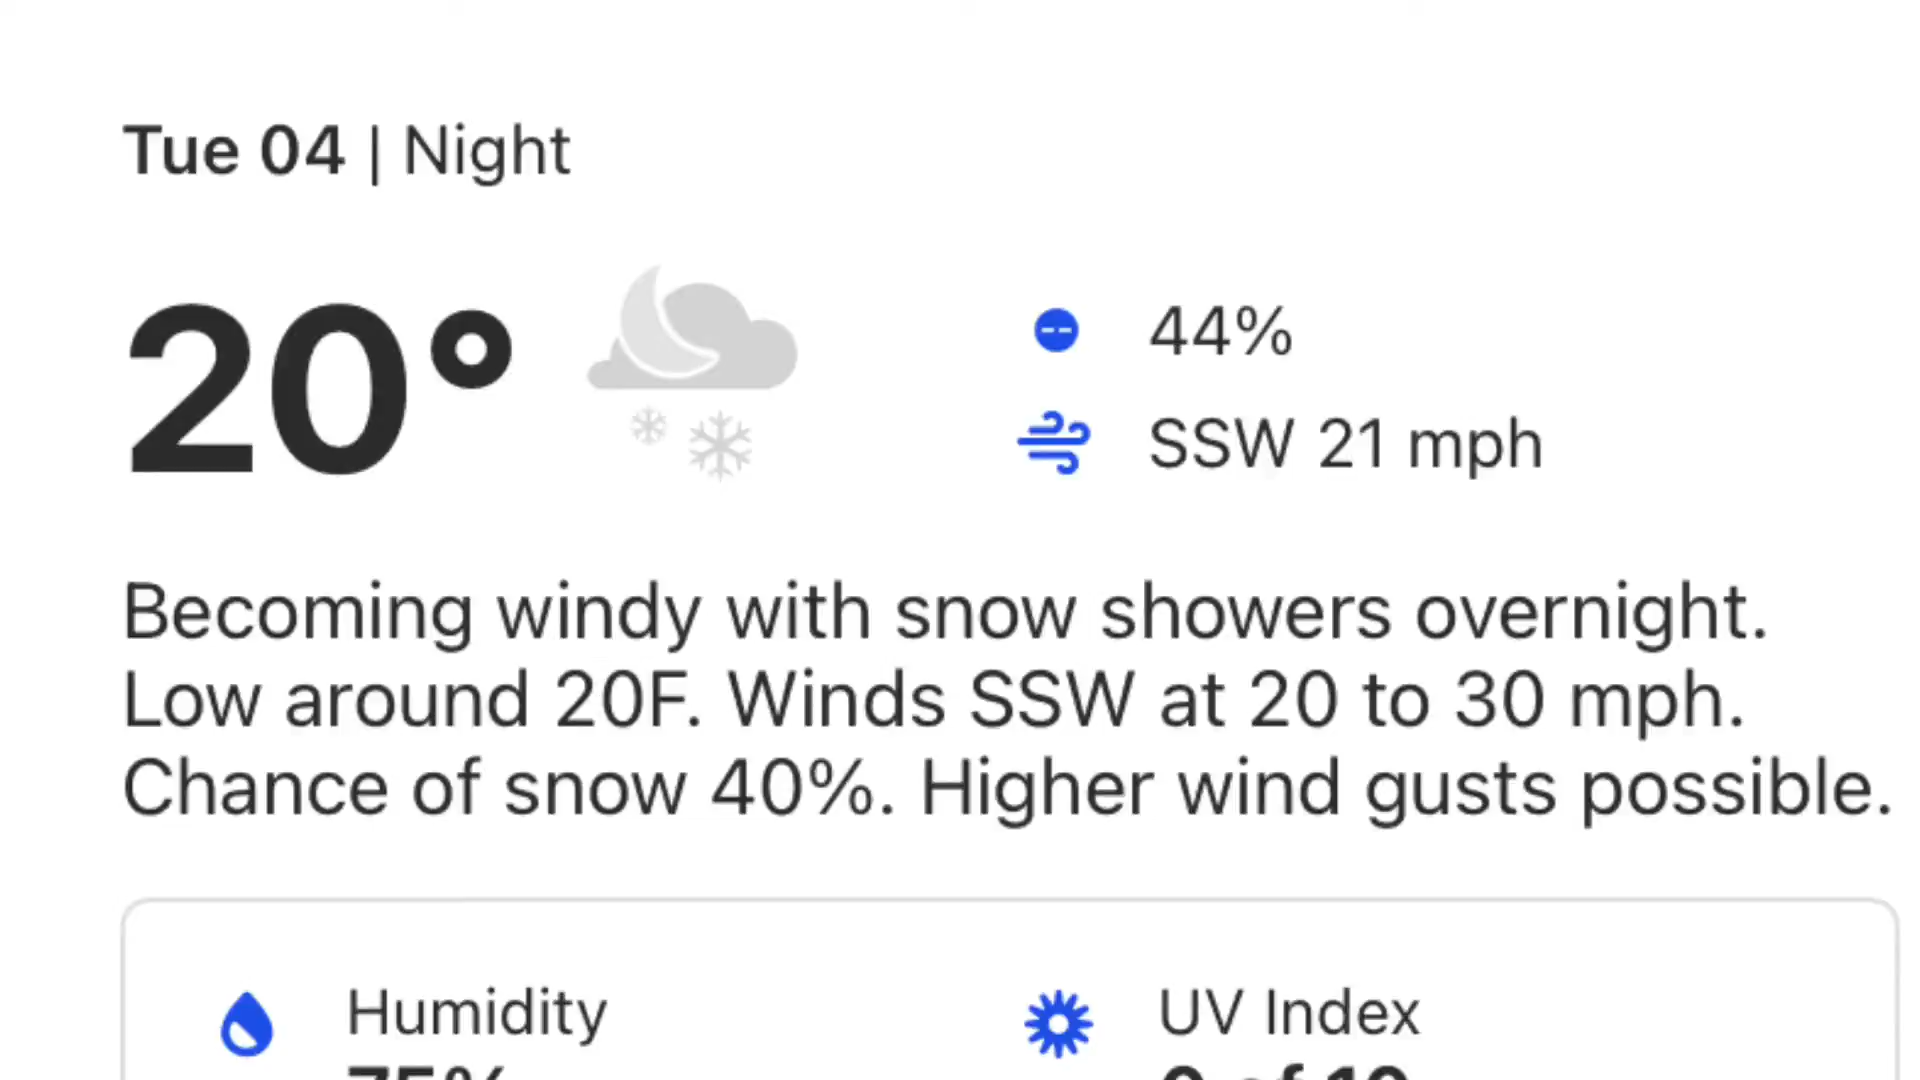 Tue 04 | Night
20°
44%
SSW 21 mph
Becoming windy with snow showers overnight.
Low around 20F. Winds SSW at 20 to 30 mph.
Chance of snow 40%. Higher wind gusts possible.
Humidity
UV Index
75%